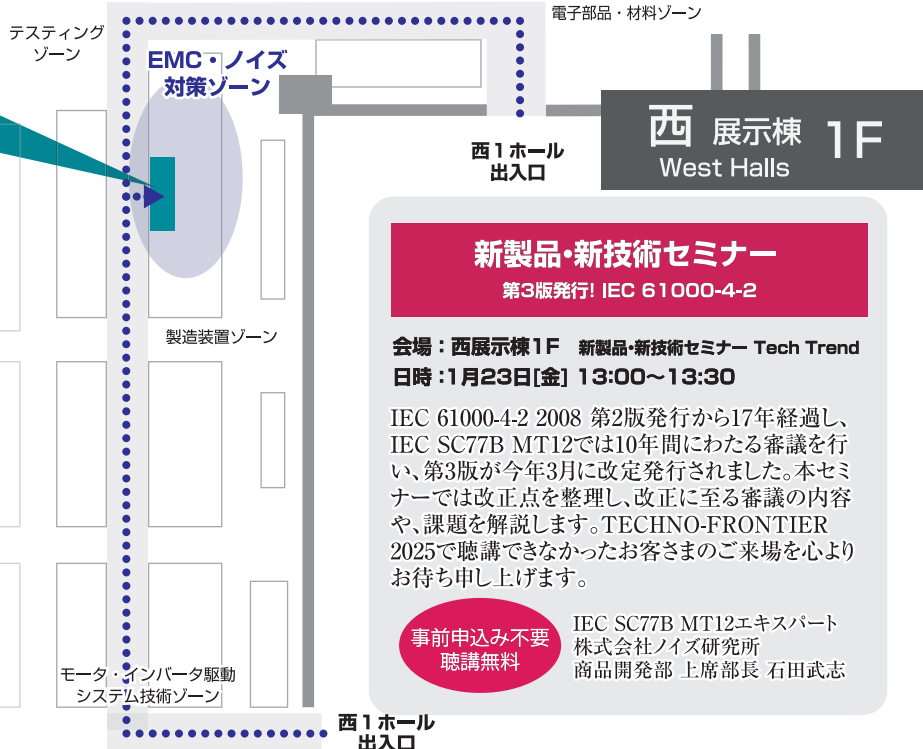 テスティング
ゾーン
電子部品・材料ゾーン
EMC・ノイズ
対策ゾーン
西 展示棟 1F
West Halls
西1ホール
出入口
新製品・新技術セミナー
第3版発行! IEC 61000-4-2
製造装置ゾーン
会場：西展示棟1F 新製品・新技術セミナー Tech Trend
日時：1月23日[金] 13:00～13:30
IEC 61000-4-2 2008 第2版発行から17年経過し、
IEC SC77B MT12では10年間にわたる審議を行
い、第3版が今年3月に改定発行されました。本セミ
ナーでは改正点を整理し、改正に至る審議の内容
や、課題を解説します。TECHNO-FRONTIER
2025で聴講できなかったお客さまのご来場を心より
お待ち申し上げます。
事前申込み不要
聴講無料
IEC SC77B MT12エキスパート
株式会社ノイズ研究所
商品開発部 上席部長 石田武志
モータ・インバータ駆動
システム技術ゾーン
西1ホール
出入口